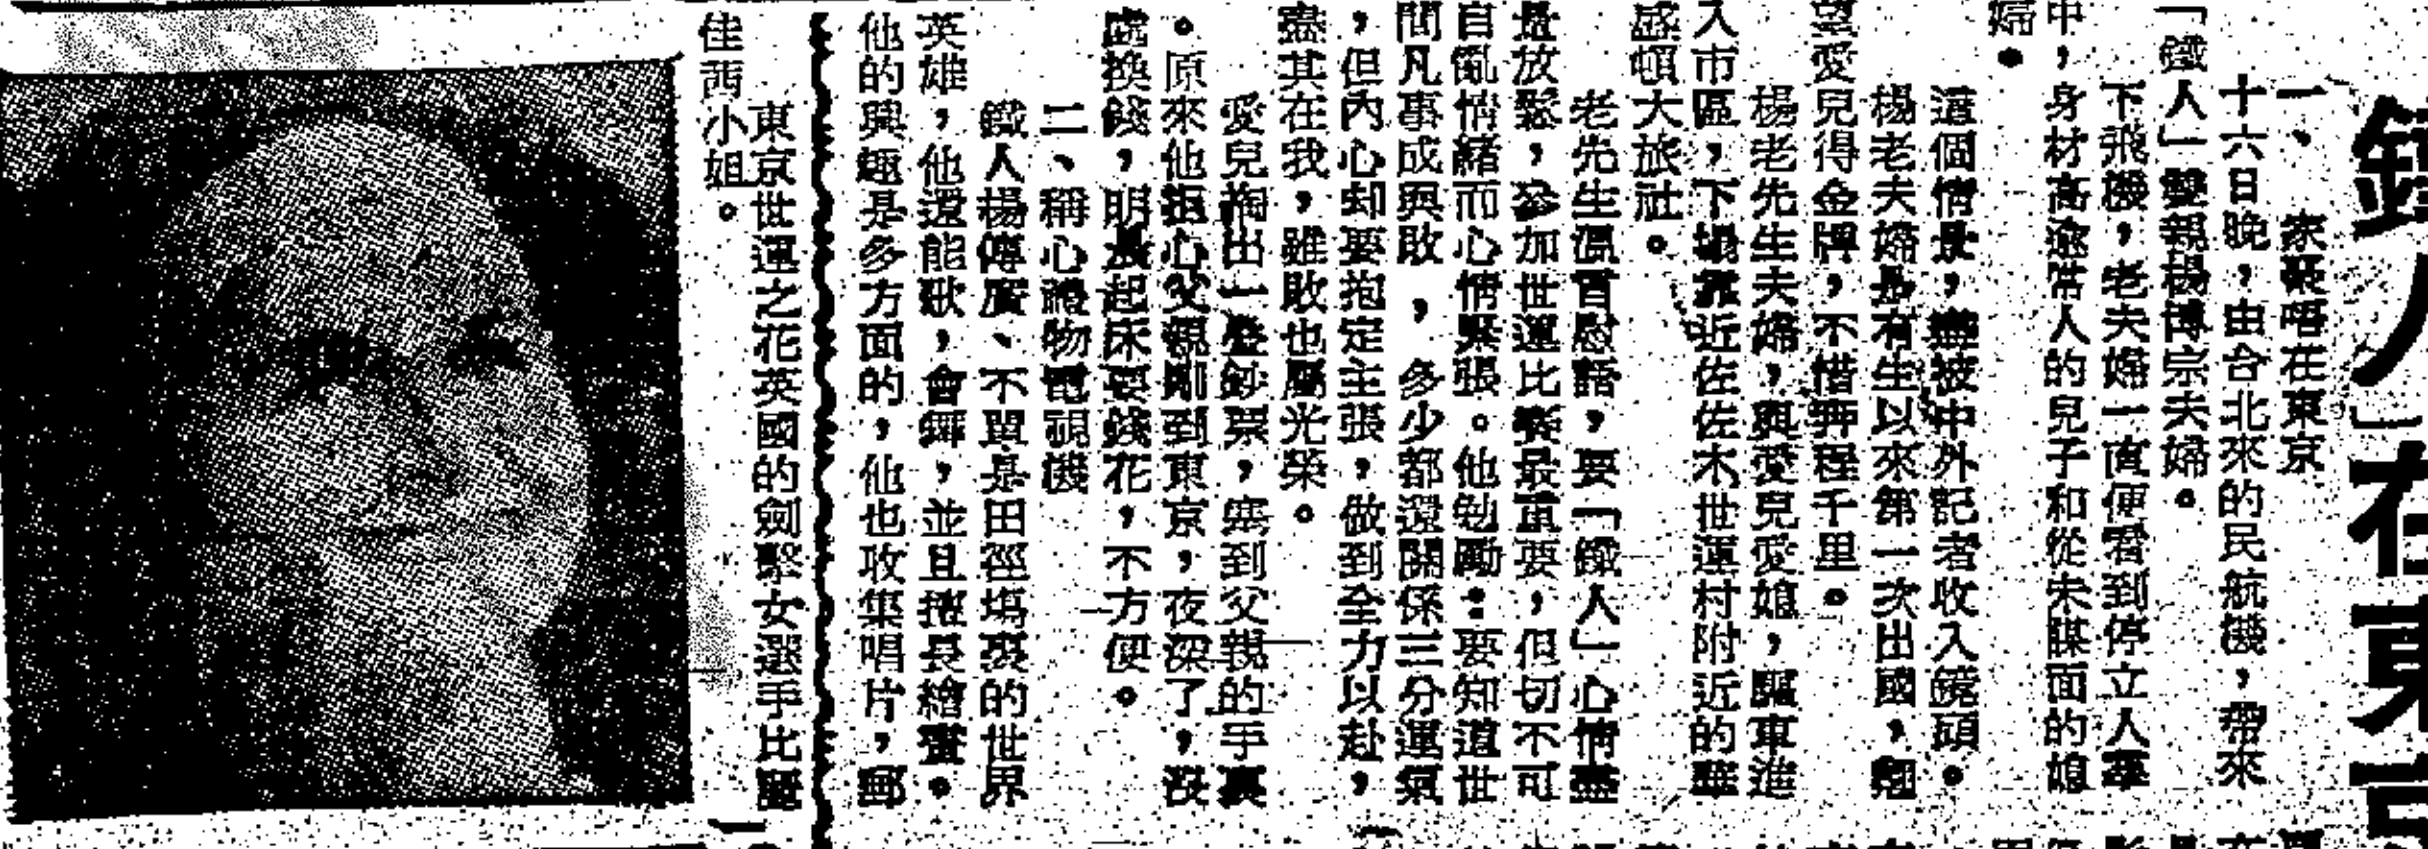 鐵人」在東京
一、家嚴晤在東京
十六日晚，由台北來的民航機，帶來
「鐵人」雙親楊博宗夫婦。
下飛機，老夫婦一直便看到停立人羣
中，身材高逾常人的兒子和從未謀面的媳
婦。
這個情景，盡被中外記者收入鏡頭。
楊老夫婦是有生以來第一次出國，
望愛兒得金牌，不惜 程千里。
楊老先生夫婦，與愛兒愛媳，驅車進
入市區，下榻靠近佐佐木世運村附近的華
盛頓大旅社。
老先生溫言慰語，要「鐵人」心情盡
量放鬆，參加世運比賽最重要，但切不可
自亂情緒而心情緊張。他勉勵：要知道世
間凡事成與敗，多少都還關係三分運氣
，但內心却要抱定主張，做到全力以赴，
盡其在我，雖敗也屬光榮。
愛兒掏出一疊鈔票，塞到父親的手裏
。原來他担心父親剛到東京，夜深了，沒
處換錢，明晨起床要錢花，不方便。
二、稱心禮物電視機
鐵人楊傳廣、不單是田徑塲裏的世界
英雄，他還能歌，會舞，並且擅長繪畫。
他的興趣是多方面的，他也收集唱片，郵
東京世運之花英國的劍擊女選手比
佳茜小姐。